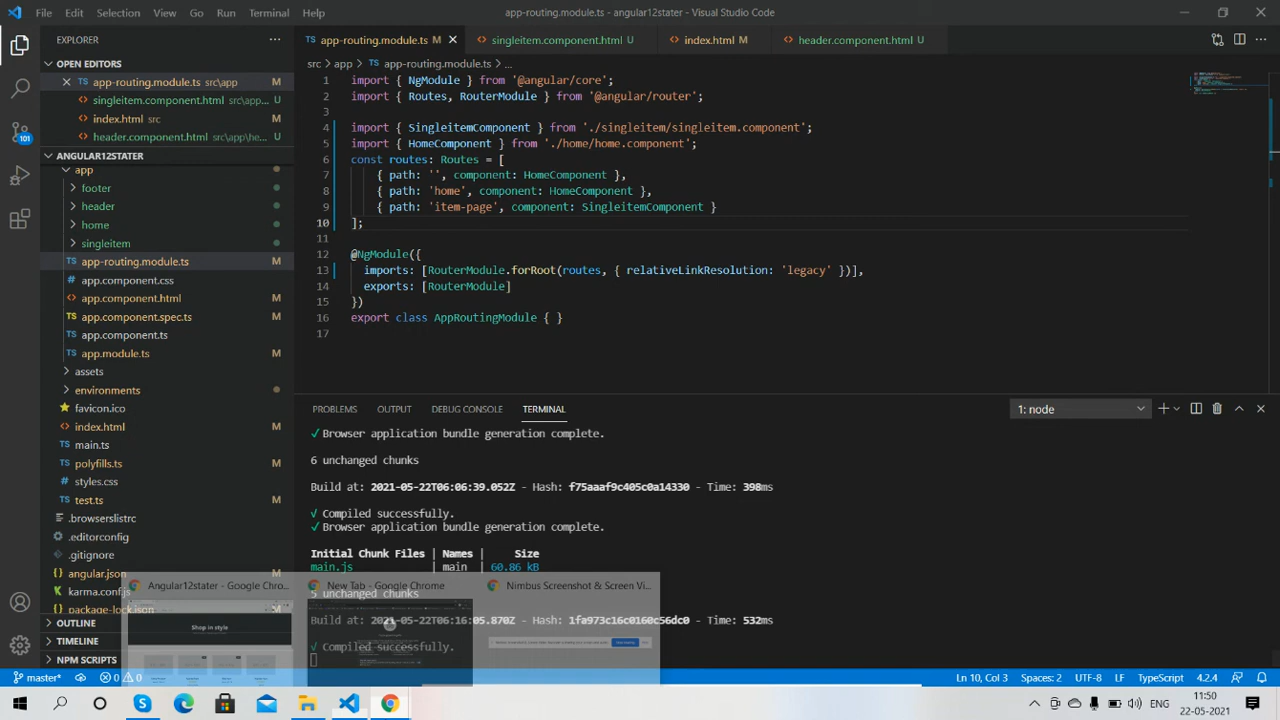 File Edit Selection View Go Run Terminal Help app-routing.module.ts - angular12stater - Visual Studio Code
EXPLORER
app-routing.module.ts M
singleitem.component.html U
index.html M
header.component.html U
OPEN EDITORS
app-routing.module.ts src\app M
singleitem.component.html src\app... U
index.html src M
header.component.html src\app\he... U
ANGULAR12STATER
app
footer
header
home
singleitem
app-routing.module.ts M
app.component.css
app.component.html M
app.component.spec.ts M
app.component.ts
app.module.ts M
assets
environments
favicon.ico
index.html M
main.ts
polyfills.ts M
styles.css
test.ts M
.browserslistrc
.editorconfig
.gitignore
angular.json
karma.conf.js
package-lock.json
OUTLINE
TIMELINE
NPM SCRIPTS
src > app > app-routing.module.ts > ...
1 import { NgModule } from '@angular/core';
2 import { Routes, RouterModule } from '@angular/router';
3
4 import { SingleitemComponent } from './singleitem/singleitem.component';
5 import { HomeComponent } from './home/home.component';
6 const routes: Routes = [
7 { path: '', component: HomeComponent },
8 { path: 'home', component: HomeComponent },
9 { path: 'item-page', component: SingleitemComponent }
10 ];
11
12 @NgModule({
13 imports: [RouterModule.forRoot(routes, { relativeLinkResolution: 'legacy' })],
14 exports: [RouterModule]
15 })
16 export class AppRoutingModule { }
17
PROBLEMS OUTPUT DEBUG CONSOLE TERMINAL 1: node
✓ Browser application bundle generation complete.
6 unchanged chunks
Build at: 2021-05-22T06:06:39.052Z - Hash: f75aaaf9c405c0a14330 - Time: 398ms
✓ Compiled successfully.
✓ Browser application bundle generation complete.
Initial Chunk Files | Names | Size
main.js | main | 60.86 kB
5 unchanged chunks
Build at: 2021-05-22T06:16:05.870Z - Hash: 1fa973c16c0160c56dc0 - Time: 532ms
✓ Compiled successfully.
Angular12stater - Google Chro...
New Tab - Google Chrome
Nimbus Screenshot & Screen Vi...
Shop in style
101
master* 0 0 Ln 10, Col 3 Spaces: 2 UTF-8 LF TypeScript 4.2.4
ENG 11:50
22-05-2021